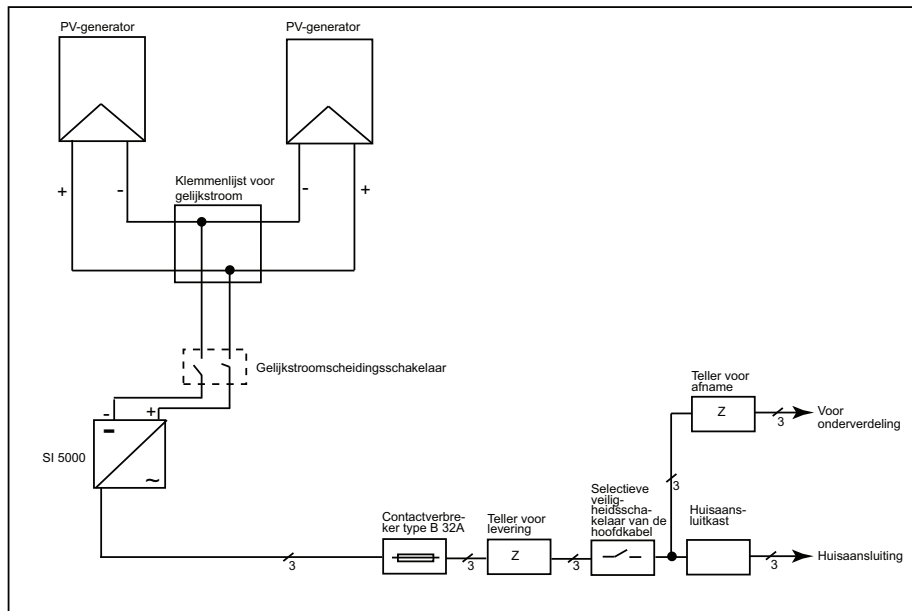 PV-generator
PV-generator
+
-
-
+
Klemmenlijst voor
gelijkstroom
Gelijkstroomscheidingsschakelaar
-
+
SI 5000
~
Teller voor
afname
Z
3
Voor
onderverdeling
3
Contactverbre-
ker type B 32A
Teller voor
levering
Selectieve
veilig-
heidsscha-
kelaar van de
hoofdkabel
Huisaans-
luitkast
3
3
Z
3
3
Huisaansluiting